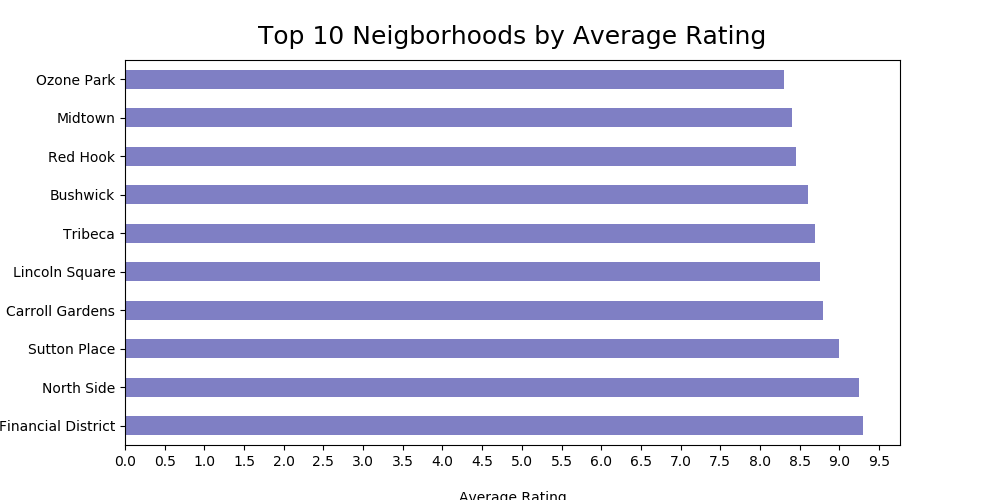 Top 10 Neigborhoods by Average Rating
Ozone Park
Midtown
Red Hook
Bushwick
Tribeca
Lincoln Square
Carroll Gardens
Sutton Place
North Side
Financial District
0.0 0.5 1.0 1.5 2.0 2.5 3.0 3.5 4.0 4.5 5.0 5.5 6.0 6.5 7.0 7.5 8.0 8.5 9.0 9.5
Average Rating